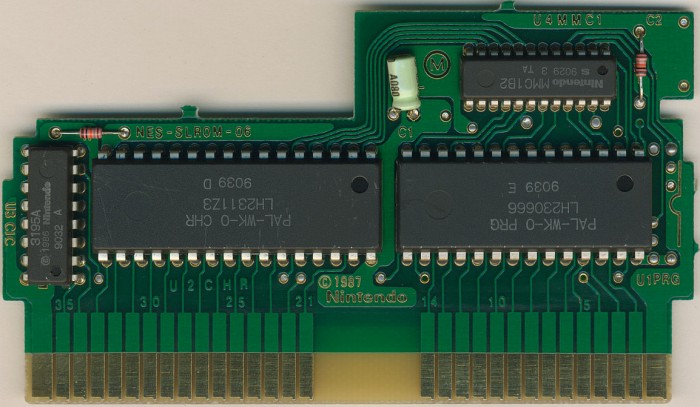 U4MMC1 C2
Nintendo MMC1B2
S 9029 3 TA
A080
M
C1
NES-SLROM-06
U3 CIC
3195A
© 1986 Nintendo
9032 A
PAL-WK-0 CHR
LH2311Z3
9039 D
PAL-WK-0 PRG
LH230666
9039 E
U2CHR
©1987
Nintendo
U1PRG
35 30 25 21 14 10 5